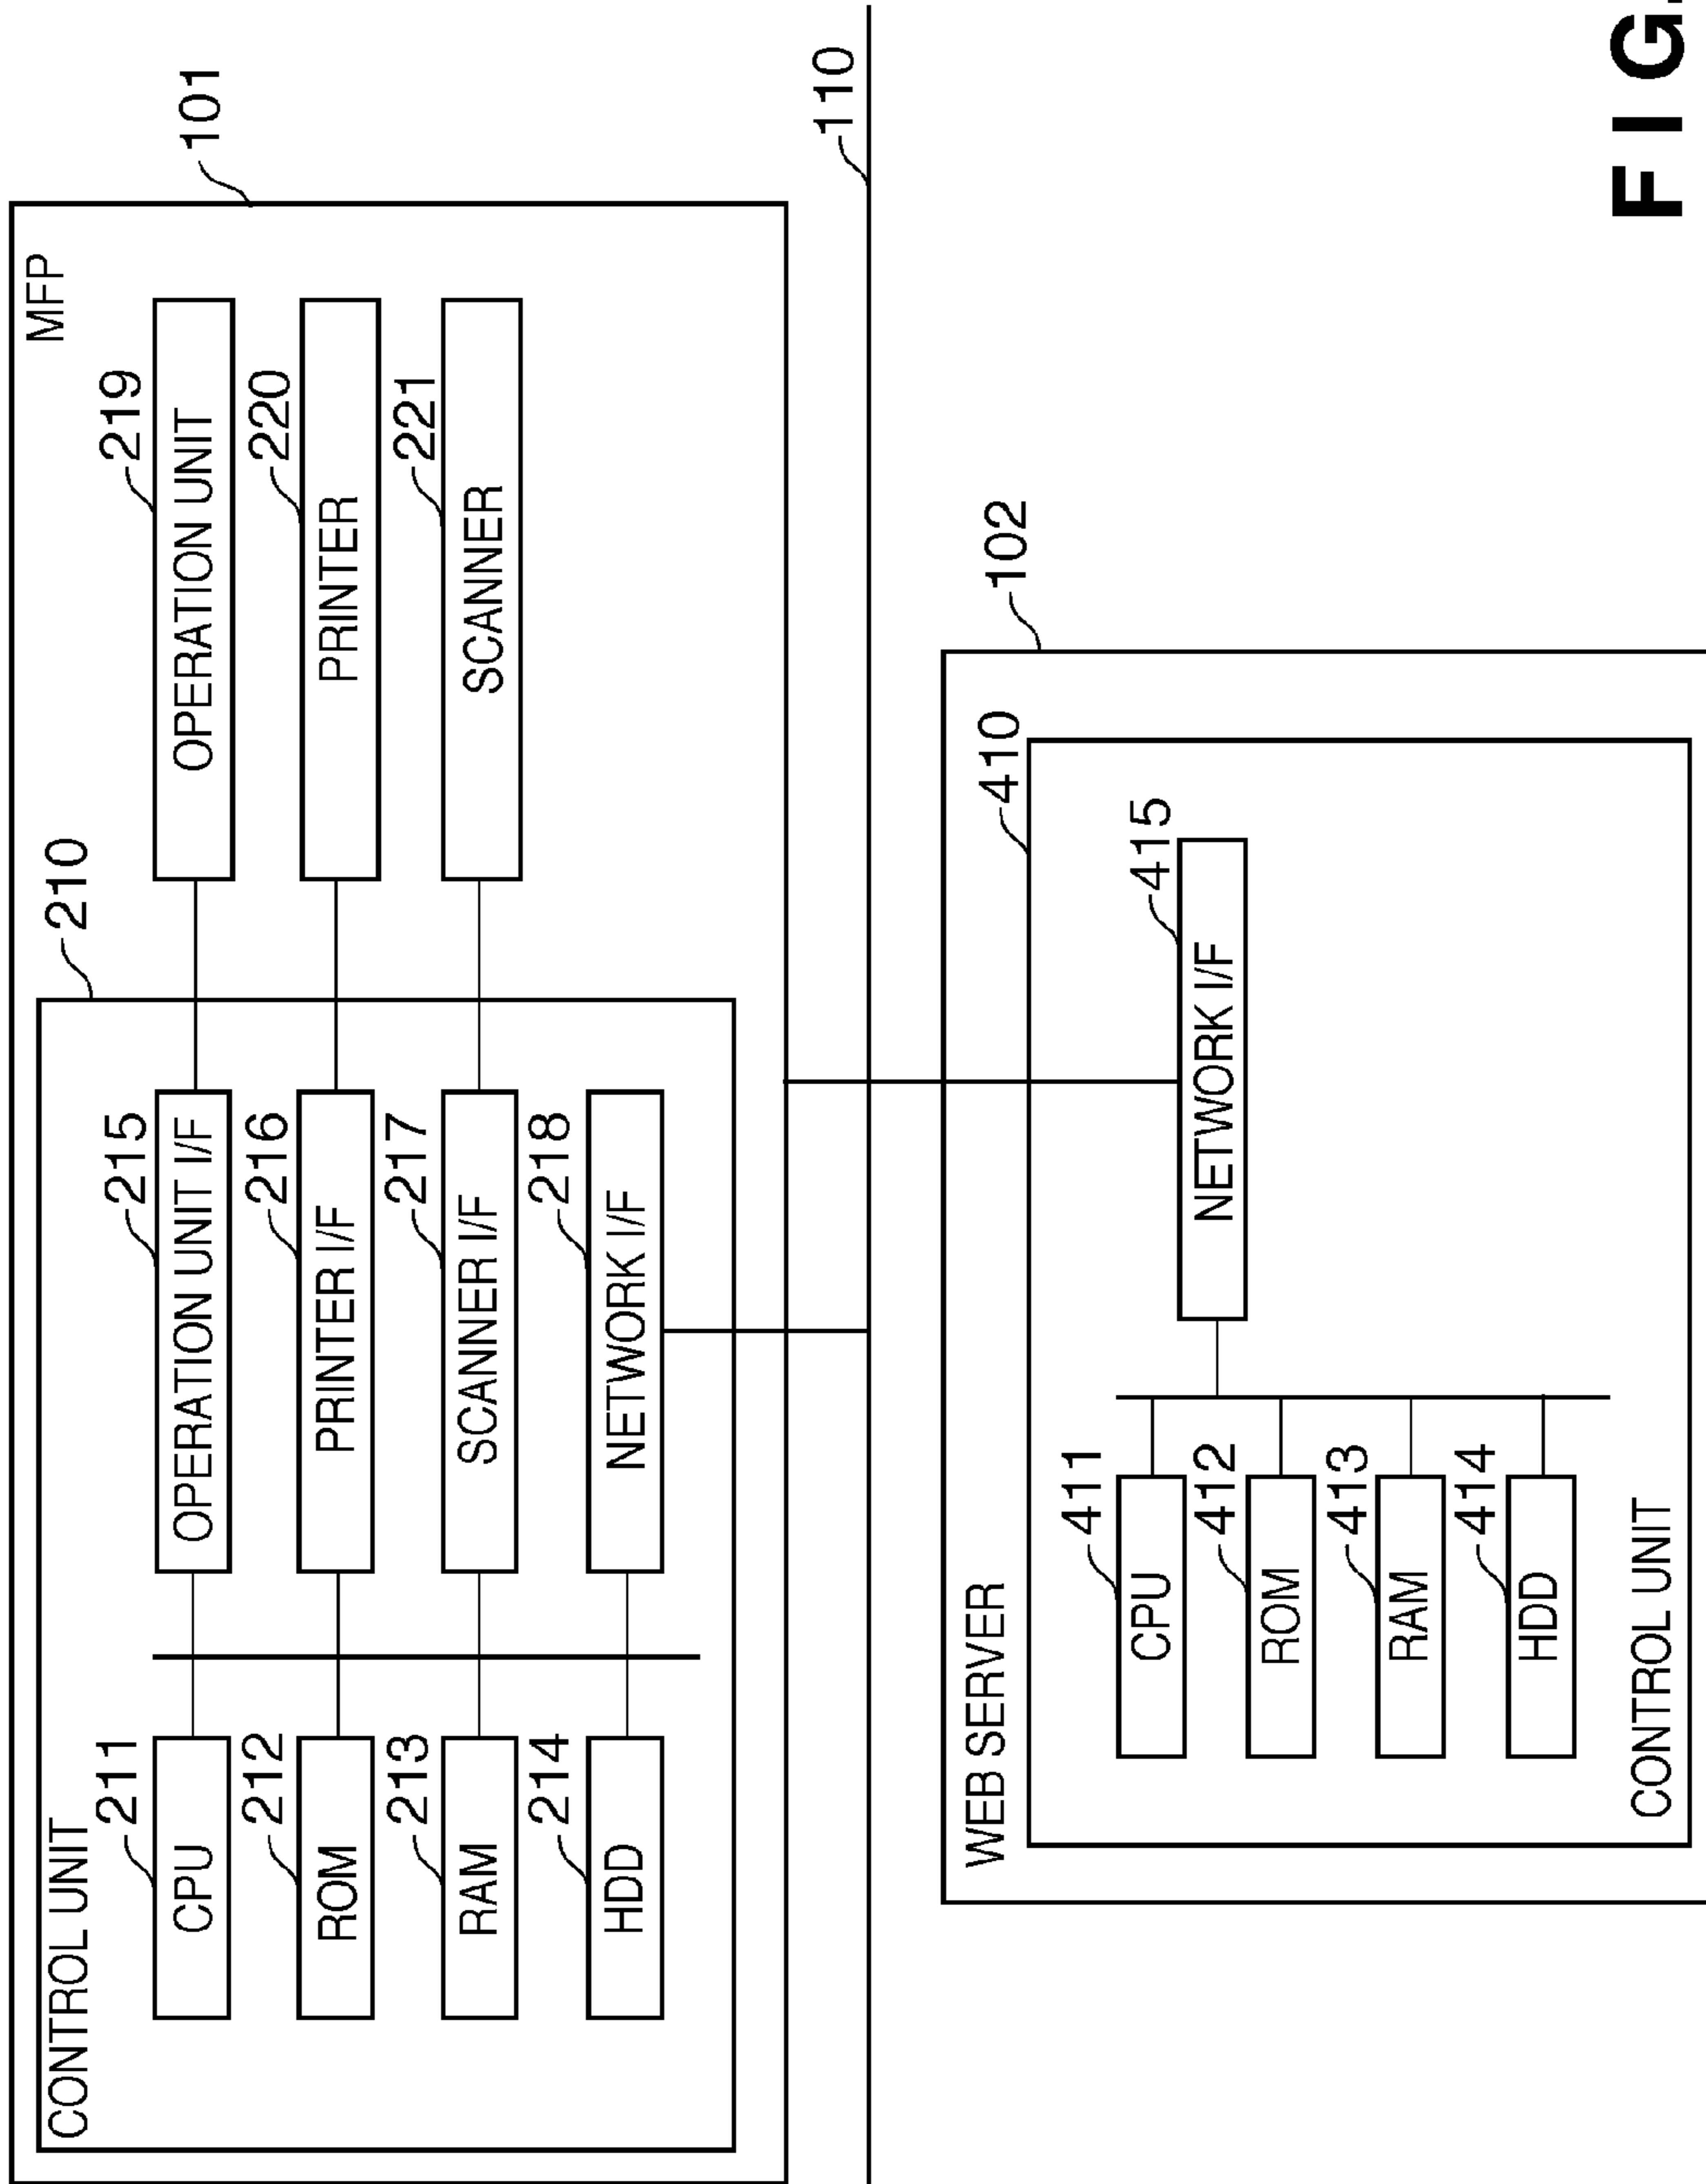 FIG.
MFP
101
CONTROL UNIT
210
CPU
211
OPERATION UNIT I/F
215
OPERATION UNIT
219
ROM
212
PRINTER I/F
216
PRINTER
220
RAM
213
SCANNER I/F
217
SCANNER
221
HDD
214
NETWORK I/F
218
110
WEB SERVER
102
410
CPU
411
NETWORK I/F
415
ROM
412
RAM
413
HDD
414
CONTROL UNIT